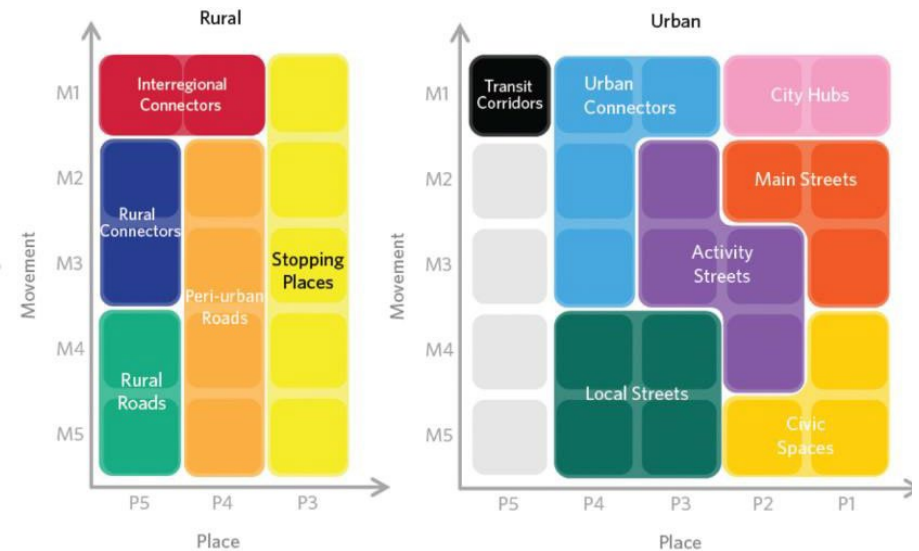 Rural
Movement
M1
M2
M3
M4
M5
Interregional
Connectors
Rural
Connectors
Peri-urban
Roads
Stopping
Places
Rural
Roads
P5
P4
P3
Place
Urban
Movement
M1
M2
M3
M4
M5
Transit
Corridors
Urban
Connectors
City Hubs
Main Streets
Activity
Streets
Local Streets
Civic
Spaces
P5
P4
P3
P2
P1
Place